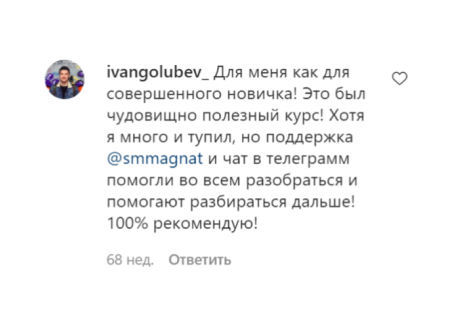 ivangolubev_ Для меня как для
совершенного новичка! Это был
чудовищно полезный курс! Хотя
я много и тупил, но поддержка
@smmagnat и чат в телеграмм
помогли во всем разобраться и
помогают разбираться дальше!
100% рекомендую!
68 нед. Ответить